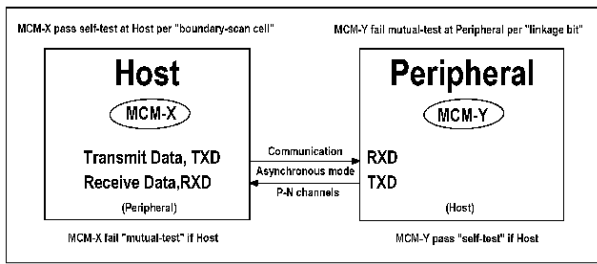 MCM-X pass self-test at Host per "boundary-scan cell"
MCM-Y fail mutual-test at Peripheral per "linkage bit"
Host
MCM-X
Transmit Data, TXD
Receive Data,RXD
(Peripheral)
Communication
Asynchronous mode
P-N channels
Peripheral
MCM-Y
RXD
TXD
(Host)
MCM-X fail "mutual-test" if Host
MCM-Y pass "self-test" if Host